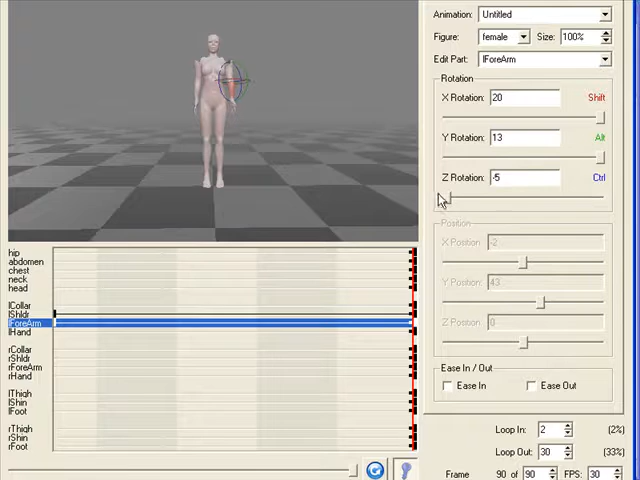 Animation: Untitled
Figure: female Size: 100%
Edit Part: lForeArm
Rotation
X Rotation: 20 Shift
Y Rotation: 13 Alt
Z Rotation: -5 Ctrl
Position
X Position -2
Y Position 43
Z Position 0
Ease In / Out
Ease In Ease Out
Loop In: 2 (2%)
Loop Out: 30 (33%)
Frame 90 of 90 FPS: 30
hip
abdomen
chest
neck
head
lCollar
lShldr
lForeArm
lHand
rCollar
rShldr
rForeArm
rHand
lThigh
lShin
lFoot
rThigh
rShin
rFoot